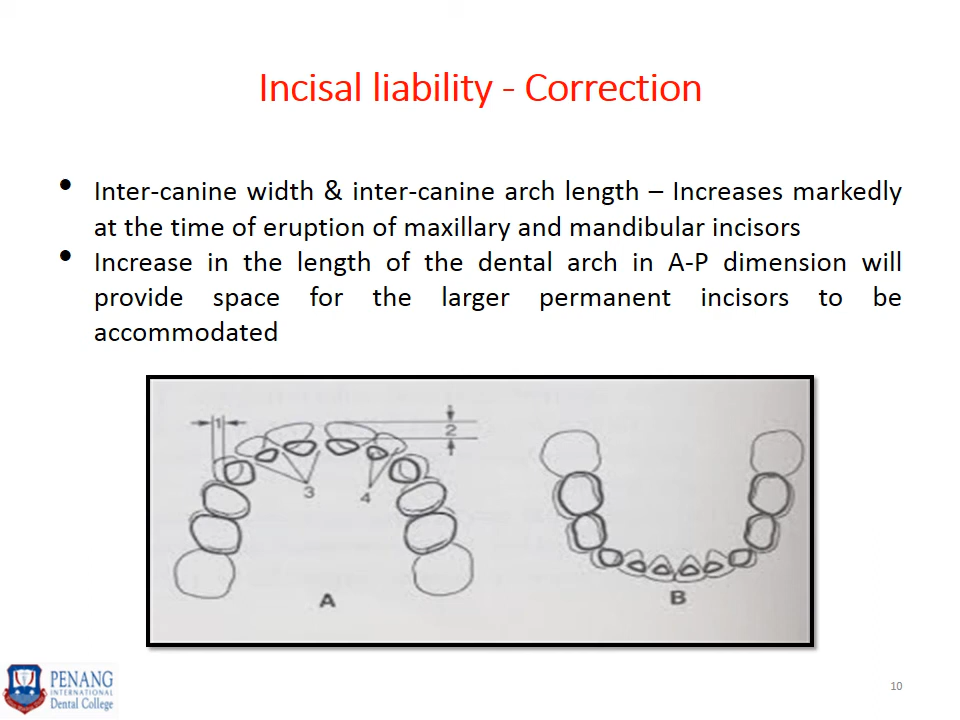 Incisal liability - Correction
• Inter-canine width & inter-canine arch length – Increases markedly
at the time of eruption of maxillary and mandibular incisors
• Increase in the length of the dental arch in A-P dimension will
provide space for the larger permanent incisors to be
accommodated
1
2
3
4
A
B
PENANG
INTERNATIONAL
Dental College
10